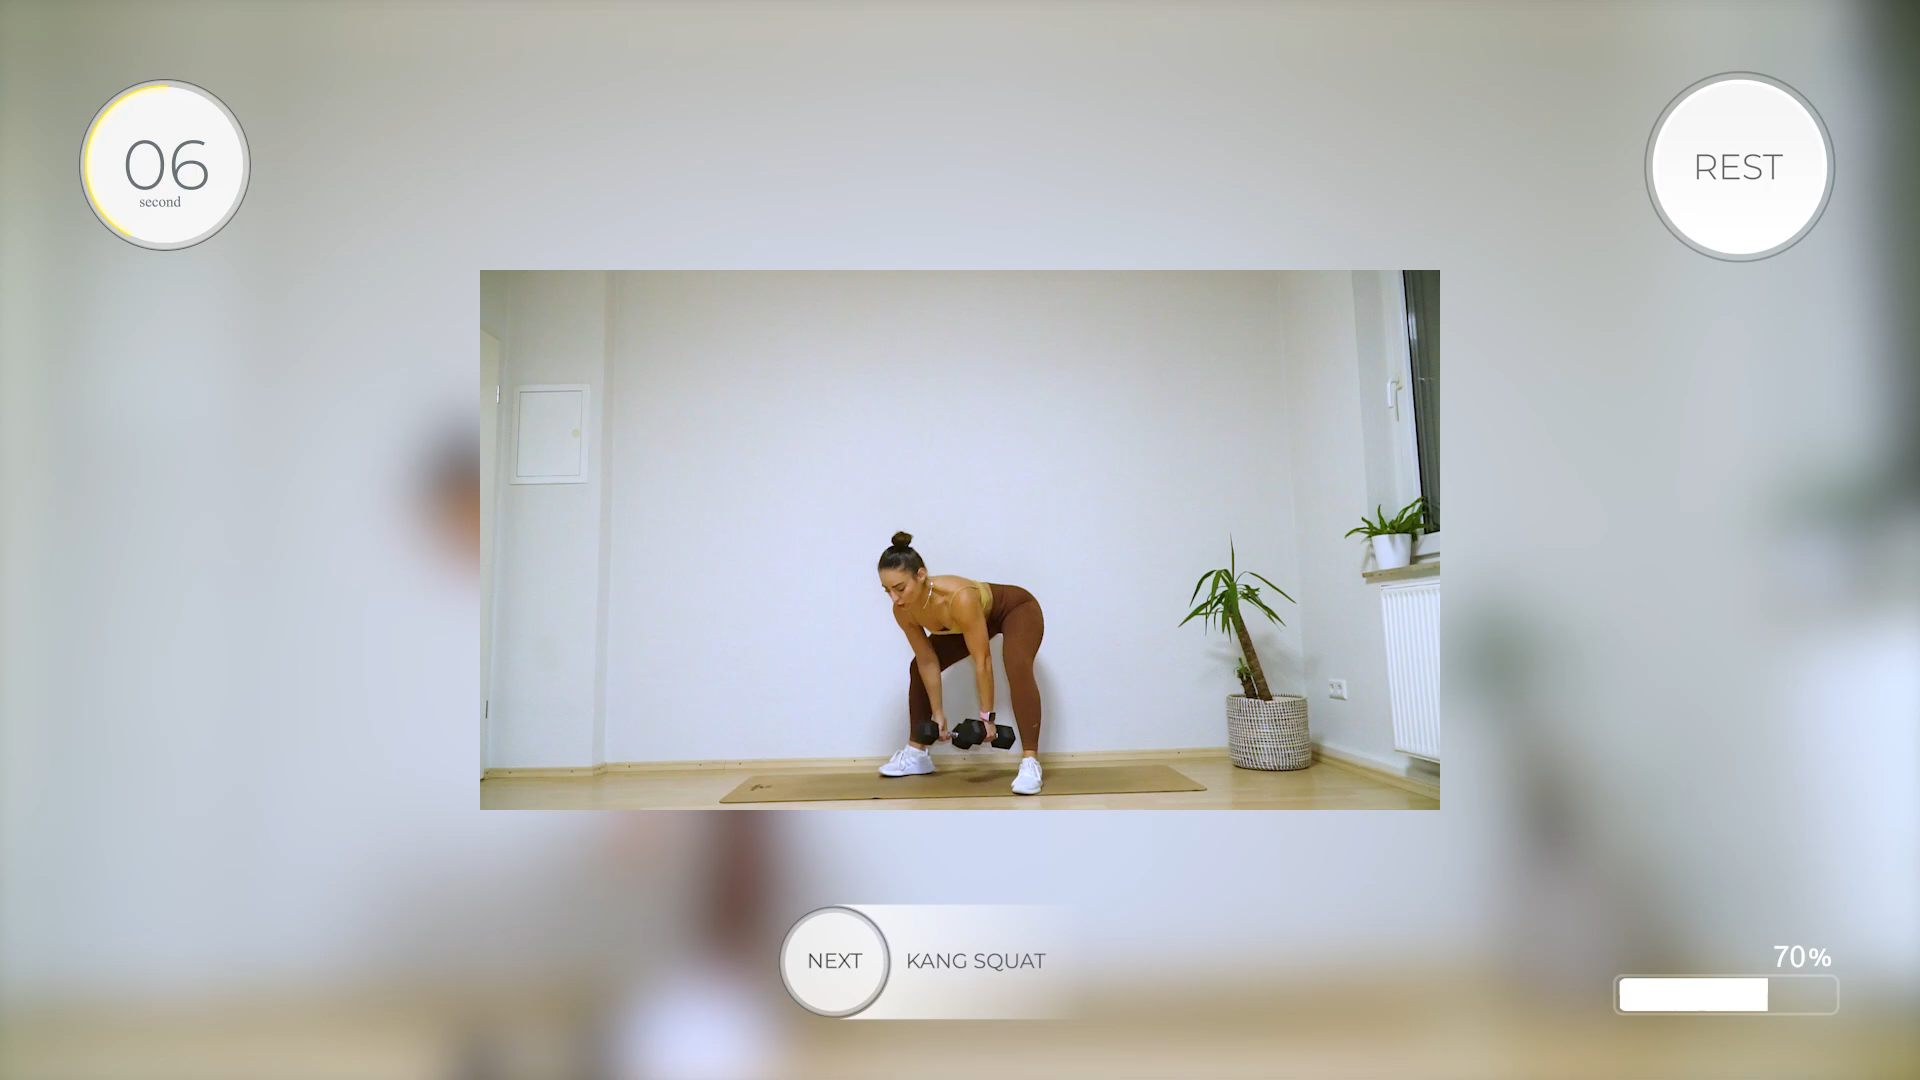 06
second
REST
NEXT
KANG SQUAT
70%